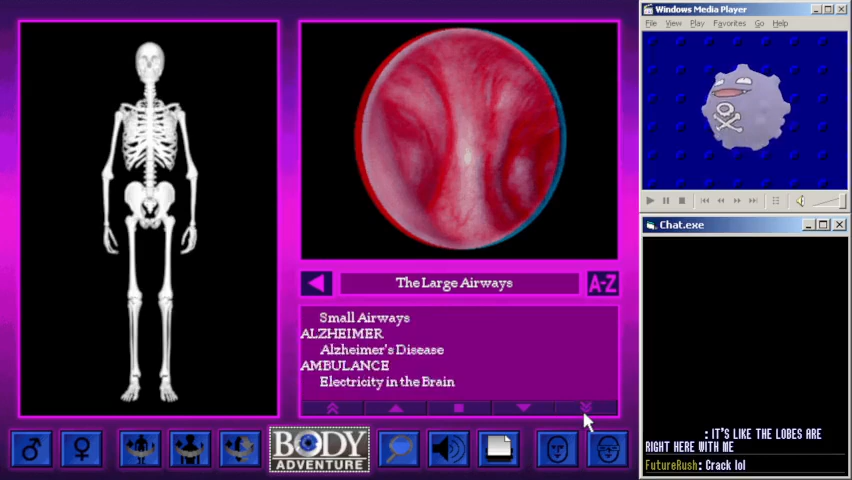 The Large Airways
A-Z
Small Airways
ALZHEIMER
Alzheimer's Disease
AMBULANCE
Electricity in the Brain
BODY
ADVENTURE
Windows Media Player
File View Play Favorites Go Help
Chat.exe
: IT'S LIKE THE LOBES ARE
RIGHT HERE WITH ME
FutureRush: Crack lol